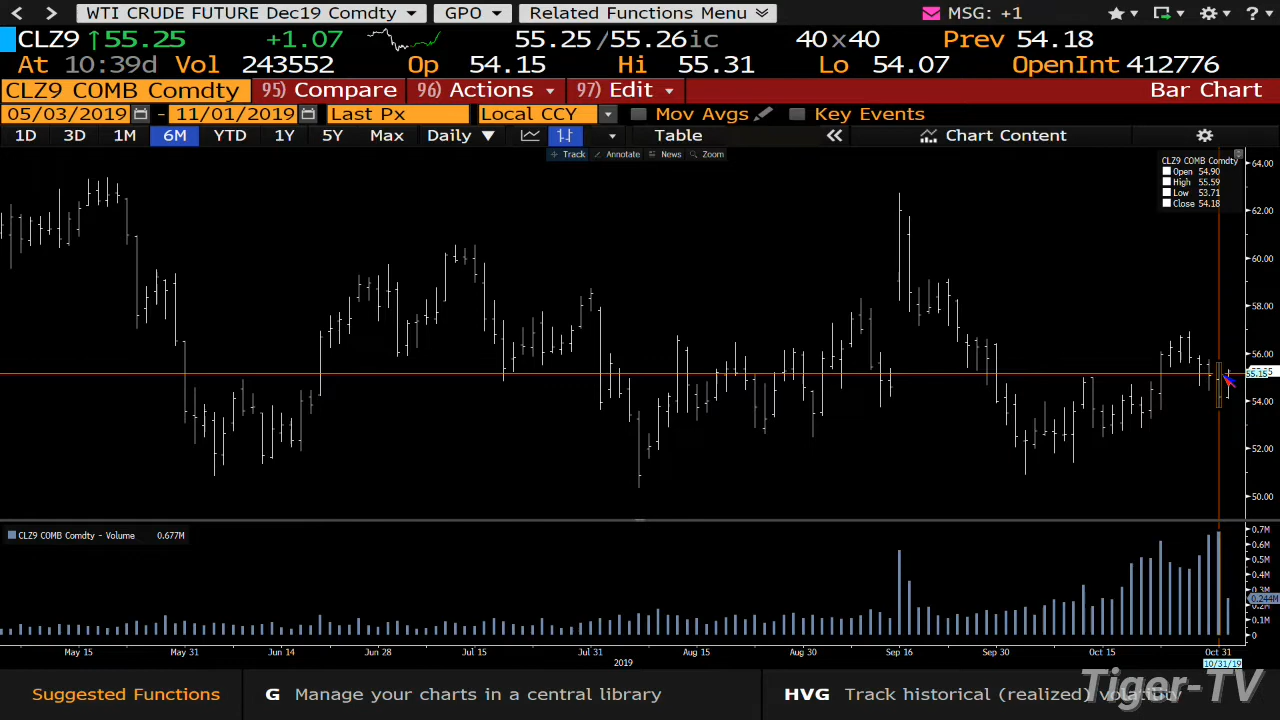 WTI CRUDE FUTURE Dec19 Comdty GPO Related Functions Menu MSG: +1 ?
CLZ9 ↑55.25 +1.07 55.25/55.26ic 40×40 Prev 54.18
At 10:39d Vol 243552 Op 54.15 Hi 55.31 Lo 54.07 OpenInt 412776
CLZ9 COMB Comdty 95) Compare 96) Actions 97) Edit Bar Chart
05/03/2019 - 11/01/2019 Last Px Local CCY Mov Avgs Key Events
1D 3D 1M 6M YTD 1Y 5Y Max Daily ▼ Table « Chart Content
Track Annotate News Zoom
CLZ9 COMB Comdty
Open 54.90
High 55.59
Low 53.71
Close 54.18
64.00
62.00
60.00
58.00
56.00
55.15
54.00
52.00
50.00
CLZ9 COMB Comdty - Volume 0.677M
0.7M
0.6M
0.5M
0.4M
0.3M
0.244M
0.2M
0.1M
0
May 15 May 31 Jun 14 Jun 28 Jul 15 Jul 31 Aug 15 Aug 30 Sep 16 Sep 30 Oct 15 Oct 31
2019 10/31/19
Suggested Functions G Manage your charts in a central library HVG Track historical (realized) volatility
Tiger-TV